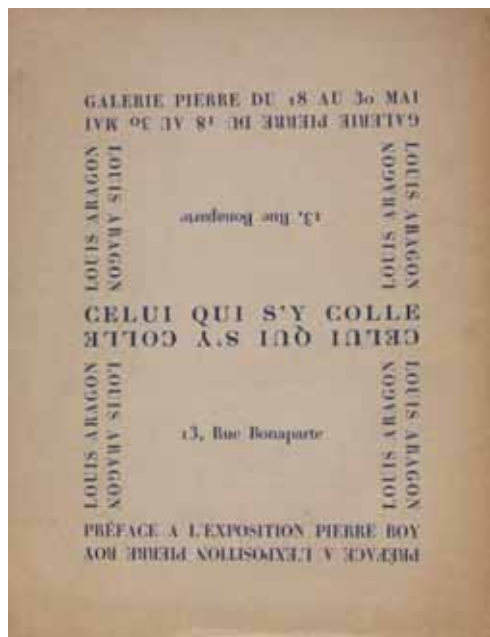 GALERIE PIERRE DU 18 AU 30 MAI
GALERIE PIERRE DU 18 AU 30 MAI
LOUIS ARAGON
LOUIS ARAGON
13, Rue Bonaparte
LOUIS ARAGON
LOUIS ARAGON
CELUI QUI S'Y COLLE
CELUI QUI S'Y COLLE
LOUIS ARAGON
LOUIS ARAGON
13, Rue Bonaparte
LOUIS ARAGON
LOUIS ARAGON
PRÉFACE A L'EXPOSITION PIERRE ROY
PRÉFACE A L'EXPOSITION PIERRE ROY